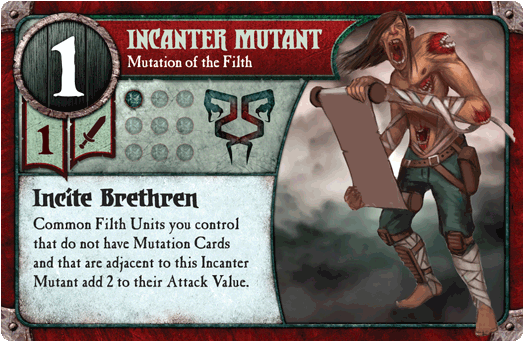 1
INCANTER MUTANT
Mutation of the Filth
1
Incite Brethren
Common Filth Units you control
that do not have Mutation Cards
and that are adjacent to this Incanter
Mutant add 2 to their Attack Value.